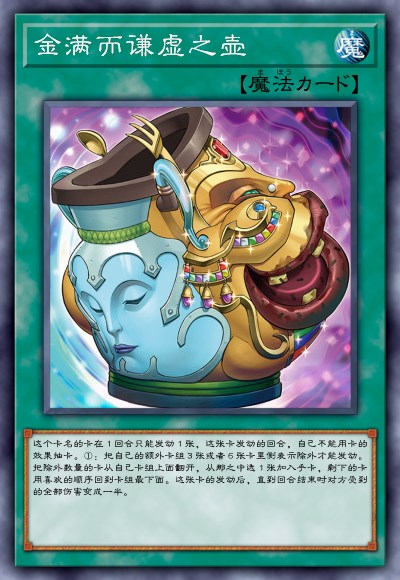 金满而谦虚之壶
魔
ま ほう
【魔法カード】
这个卡名的卡在1回合只能发动1张，这张卡发动的回合，自己不能用卡的
效果抽卡。①：把自己的额外卡组3张或者6张卡里侧表示除外才能发动。
把除外数量的卡从自己卡组上面翻开，从那之中选1张加入手卡，剩下的卡
用喜欢的顺序回到卡组最下面。这张卡的发动后，直到回合结束时对方受到
的全部伤害变成一半。